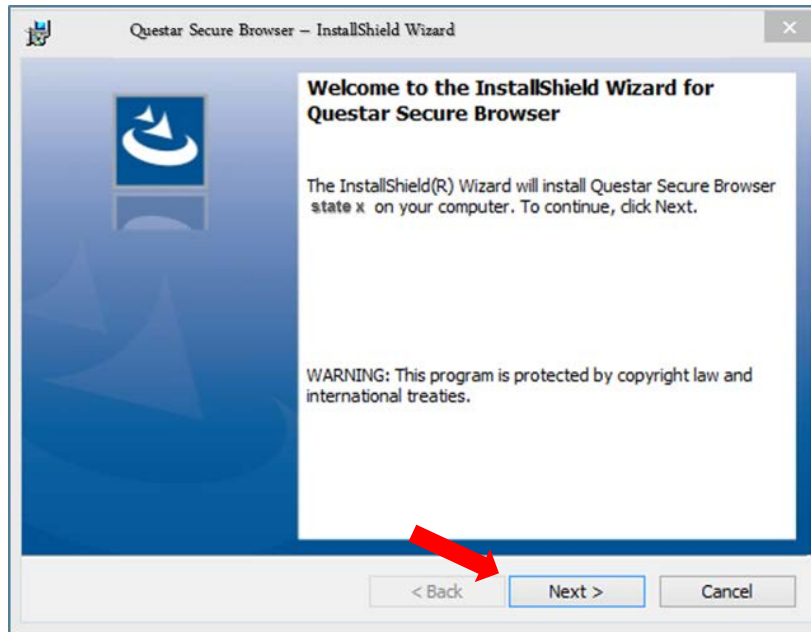 Questar Secure Browser – InstallShield Wizard
Welcome to the InstallShield Wizard for
Questar Secure Browser
The InstallShield(R) Wizard will install Questar Secure Browser
state x on your computer. To continue, click Next.
WARNING: This program is protected by copyright law and
international treaties.
< Back Next > Cancel